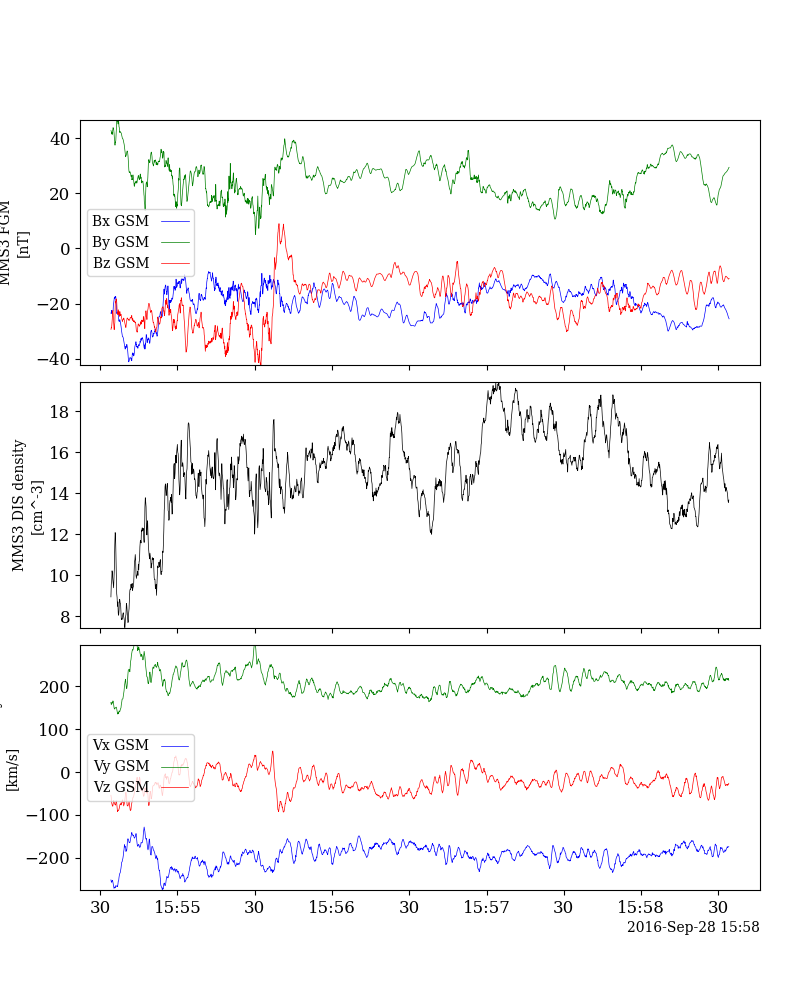 40
20
0
−20
−40
MMS3 FGM
[nT]
Bx GSM
By GSM
Bz GSM
18
16
14
12
10
8
MMS3 DIS density
[cm^-3]
200
100
0
−100
−200
[km/s]
Vx GSM
Vy GSM
Vz GSM
30 15:55 30 15:56 30 15:57 30 15:58 30
2016-Sep-28 15:58